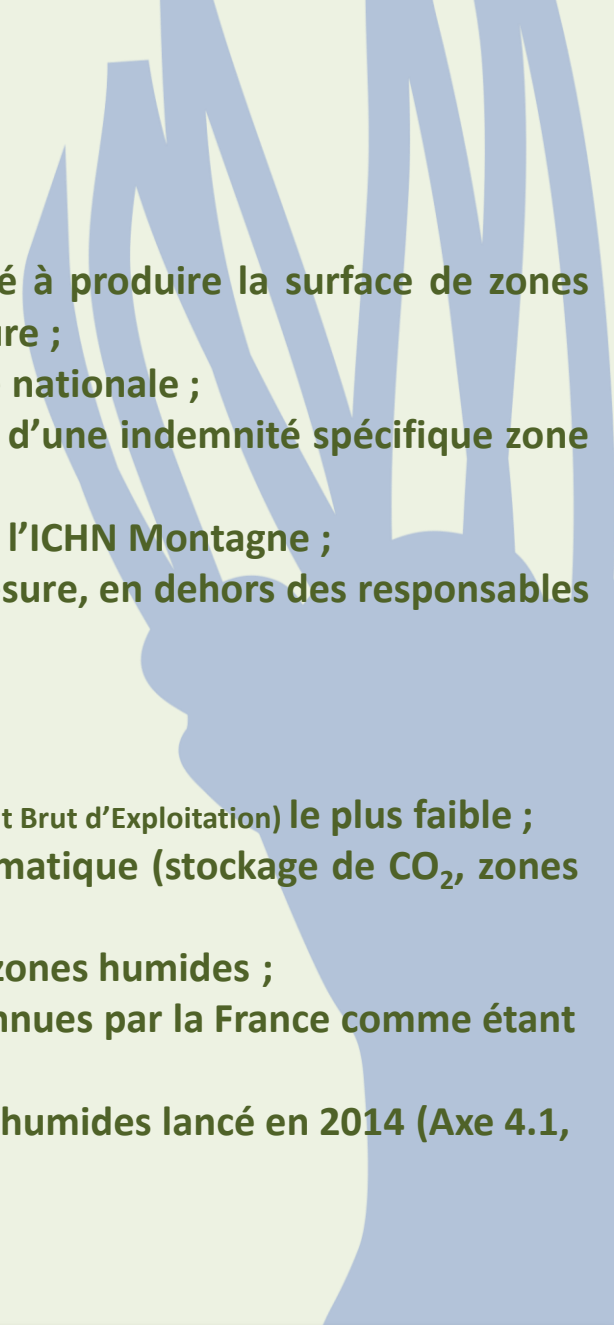 é à produire la surface de zones
re ;
nationale ;
d’une indemnité spécifique zone
l’ICHN Montagne ;
sure, en dehors des responsables
t Brut d’Exploitation) le plus faible ;
matique (stockage de CO₂, zones
zones humides ;
nnues par la France comme étant
humides lancé en 2014 (Axe 4.1,